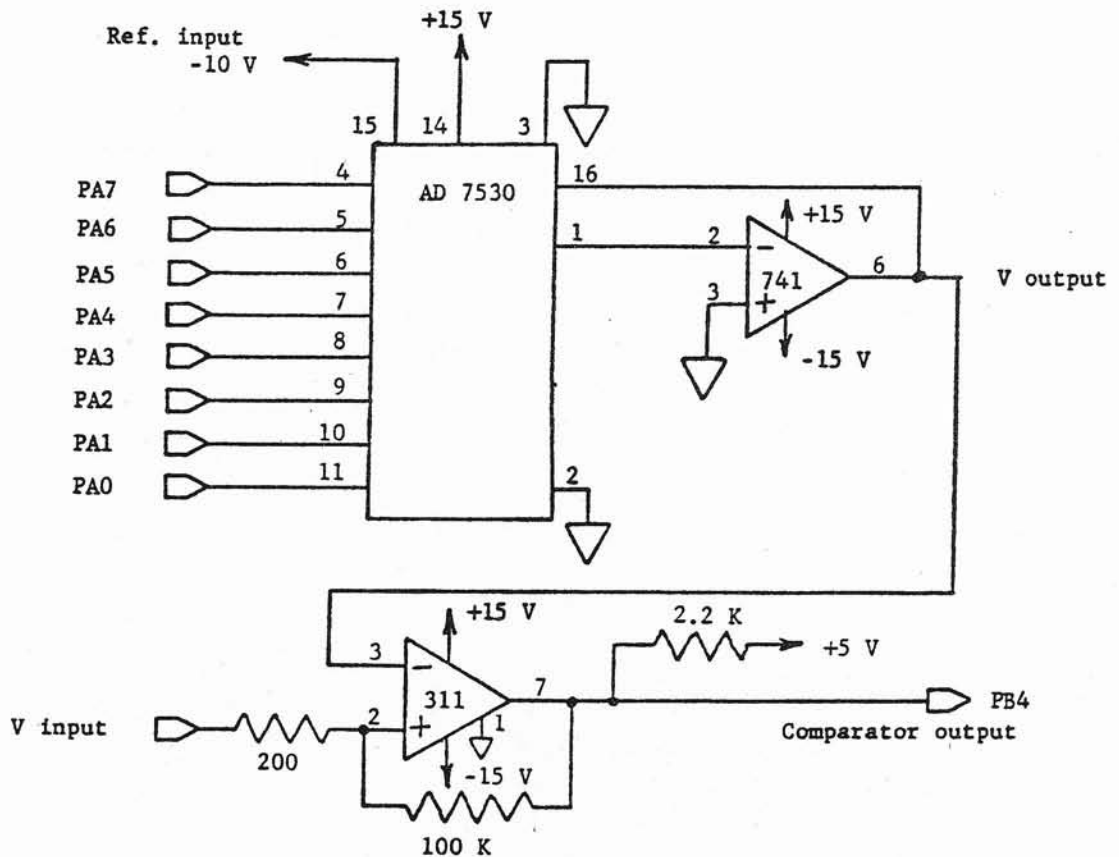 +15 V
Ref. input
-10 V
15
14
3
AD 7530
PA7
4
16
PA6
5
1
PA5
6
PA4
7
PA3
8
PA2
9
PA1
10
PA0
11
2
2
-
+15 V
741
6
V output
3
+
-15 V
+15 V
2.2 K
+5 V
3
-
311
7
V input
2
+
1
PB4
Comparator output
200
-15 V
100 K